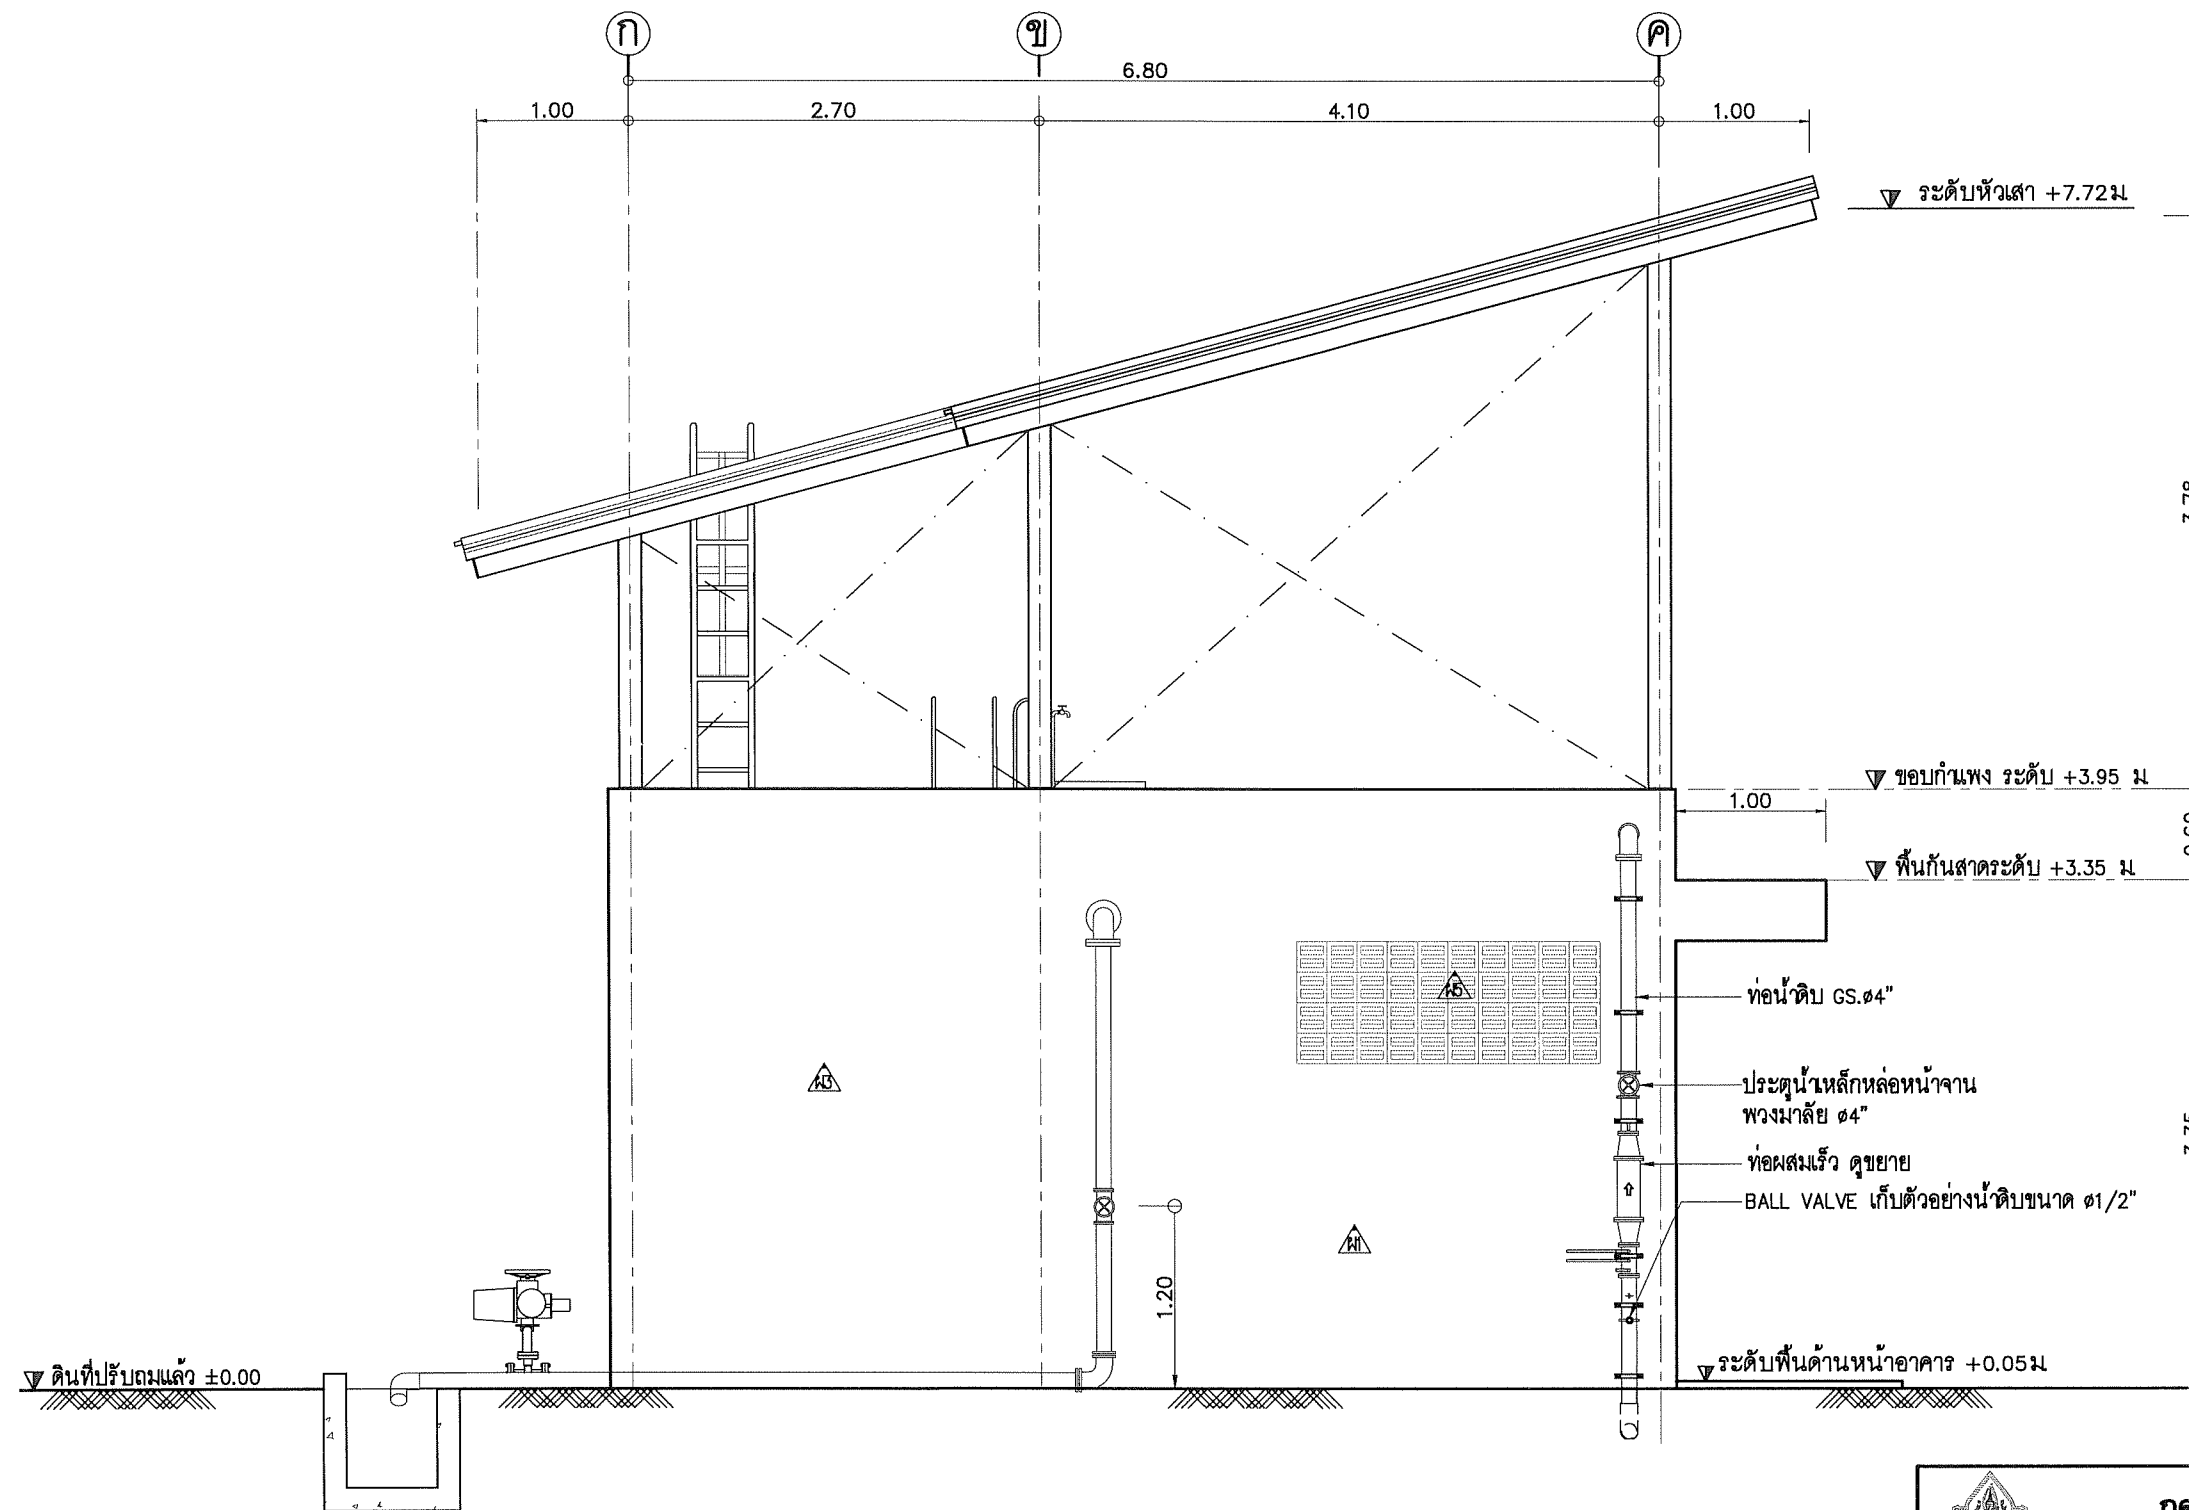 ก
ข
ค
6.80
1.00
2.70
4.10
1.00
ระดับหัวเสา +7.72ม.
ขอบกำแพง ระดับ +3.95 ม.
1.00
พื้นกันสาดระดับ +3.35 ม.
ท่อน้ำดิบ GS.ø4"
ผ5
ผ3
ประตูน้ำเหล็กหล่อหน้าจาน
พวงมาลัย ø4"
ท่อผสมเร็ว ดูขยาย
BALL VALVE เก็บตัวอย่างน้ำดิบขนาด ø1/2"
ผ1
1.20
ระดับพื้นด้านหน้าอาคาร +0.05ม.
ดินที่ปรับถมแล้ว ±0.00